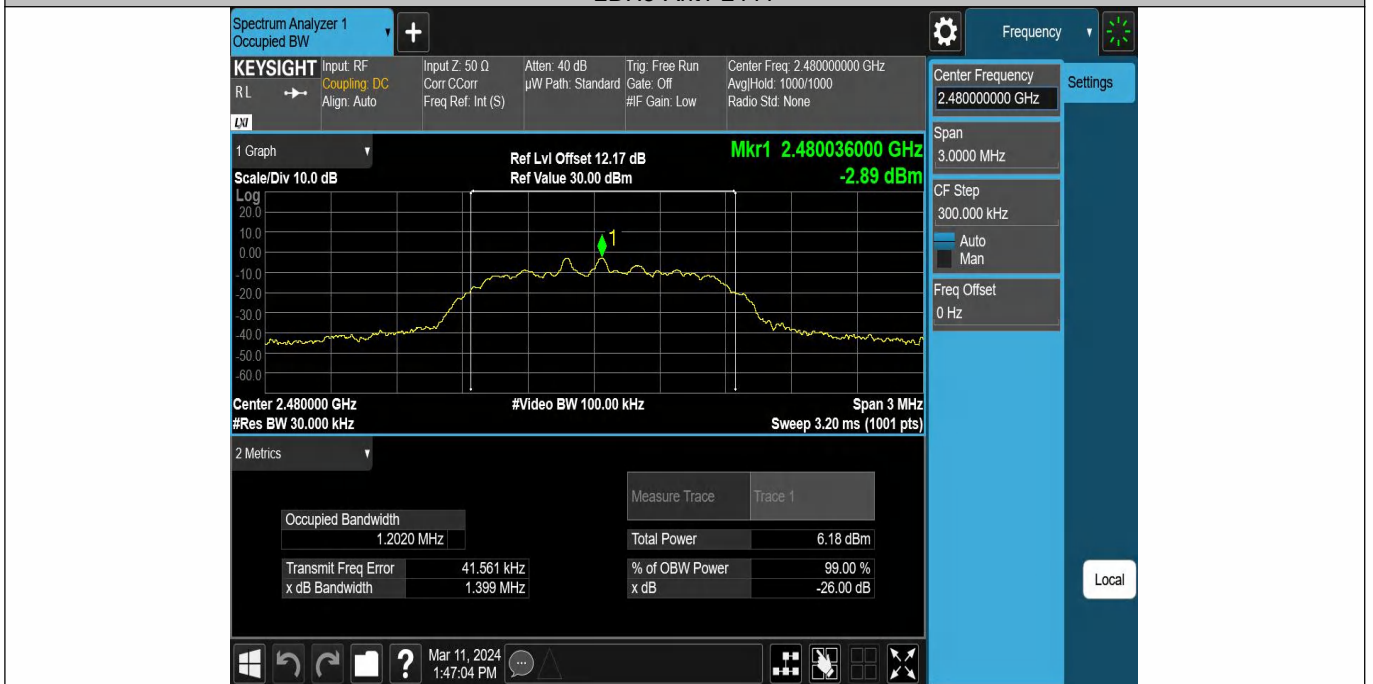 Spectrum Analyzer 1
Occupied BW
+
Frequency
KEYSIGHT
RL
LXI
Input: RF
Coupling: DC
Align: Auto
Input Z: 50 Ω
Corr CCorr
Freq Ref: Int (S)
Atten: 40 dB
µW Path: Standard
Trig: Free Run
Gate: Off
#IF Gain: Low
Center Freq: 2.480000000 GHz
Avg|Hold: 1000/1000
Radio Std: None
Center Frequency
2.480000000 GHz
Settings
Span
3.0000 MHz
CF Step
300.000 kHz
Auto
Man
Freq Offset
0 Hz
Local
1 Graph
Scale/Div 10.0 dB
Ref Lvl Offset 12.17 dB
Ref Value 30.00 dBm
Mkr1 2.480036000 GHz
-2.89 dBm
Log
20.0
10.0
0.00
-10.0
-20.0
-30.0
-40.0
-50.0
-60.0
1
Center 2.480000 GHz
#Video BW 100.00 kHz
Span 3 MHz
#Res BW 30.000 kHz
Sweep 3.20 ms (1001 pts)
2 Metrics
Measure Trace Trace 1
Occupied Bandwidth
1.2020 MHz
Total Power 6.18 dBm
Transmit Freq Error 41.561 kHz
% of OBW Power 99.00 %
x dB Bandwidth 1.399 MHz
x dB -26.00 dB
?
Mar 11, 2024
1:47:04 PM